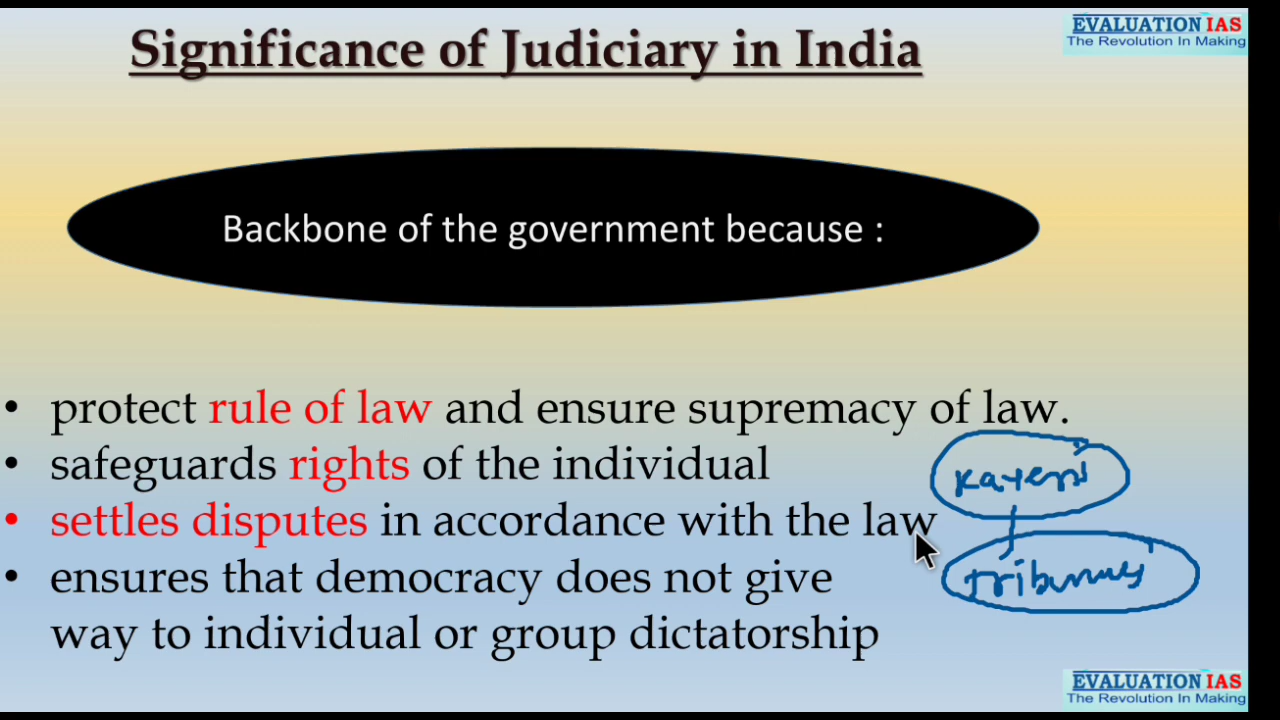 Significance of Judiciary in India
EVALUATION IAS
The Revolution In Making
Backbone of the government because :
• protect rule of law and ensure supremacy of law.
• safeguards rights of the individual
• settles disputes in accordance with the law
• ensures that democracy does not give
way to individual or group dictatorship
EVALUATION IAS
The Revolution In Making